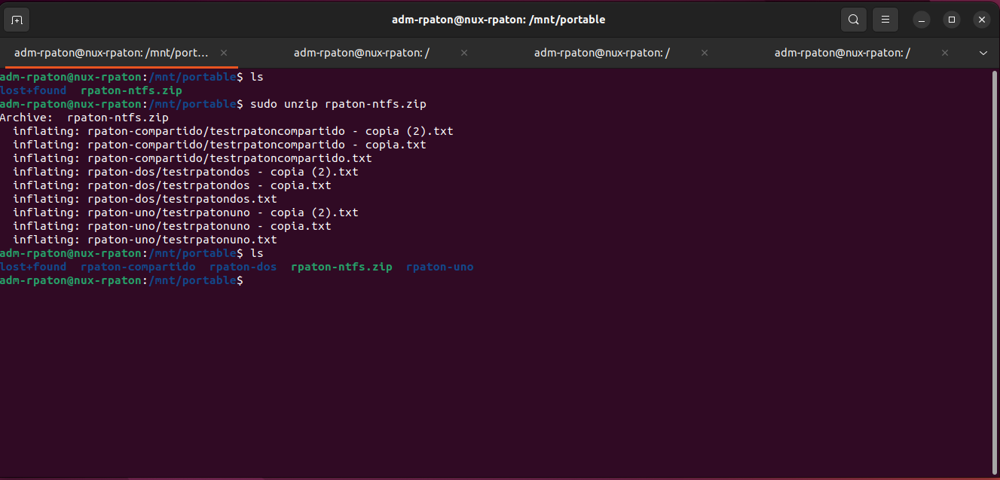 adm-rpaton@nux-rpaton: /mnt/portable
adm-rpaton@nux-rpaton: /mnt/port...
adm-rpaton@nux-rpaton: /
adm-rpaton@nux-rpaton: /
adm-rpaton@nux-rpaton: /
adm-rpaton@nux-rpaton:/mnt/portable$ ls
lost+found  rpaton-ntfs.zip
adm-rpaton@nux-rpaton:/mnt/portable$ sudo unzip rpaton-ntfs.zip
Archive:  rpaton-ntfs.zip
  inflating: rpaton-compartido/testrpatoncompartido - copia (2).txt
  inflating: rpaton-compartido/testrpatoncompartido - copia.txt
  inflating: rpaton-compartido/testrpatoncompartido.txt
  inflating: rpaton-dos/testrpatondos - copia (2).txt
  inflating: rpaton-dos/testrpatondos - copia.txt
  inflating: rpaton-dos/testrpatondos.txt
  inflating: rpaton-uno/testrpatonuno - copia (2).txt
  inflating: rpaton-uno/testrpatonuno - copia.txt
  inflating: rpaton-uno/testrpatonuno.txt
adm-rpaton@nux-rpaton:/mnt/portable$ ls
lost+found  rpaton-compartido  rpaton-dos  rpaton-ntfs.zip  rpaton-uno
adm-rpaton@nux-rpaton:/mnt/portable$